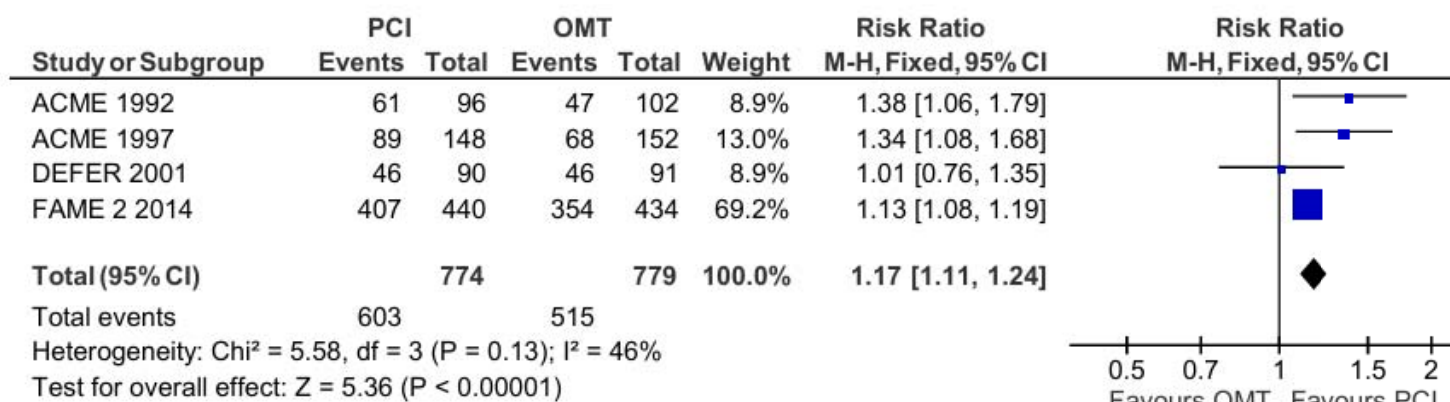 PCI OMT Risk Ratio Risk Ratio
Study or Subgroup Events Total Events Total Weight M-H, Fixed, 95% CI M-H, Fixed, 95% CI
ACME 1992 61 96 47 102 8.9% 1.38 [1.06, 1.79]
ACME 1997 89 148 68 152 13.0% 1.34 [1.08, 1.68]
DEFER 2001 46 90 46 91 8.9% 1.01 [0.76, 1.35]
FAME 2 2014 407 440 354 434 69.2% 1.13 [1.08, 1.19]
Total (95% CI) 774 779 100.0% 1.17 [1.11, 1.24]
Total events 603 515
Heterogeneity: Chi² = 5.58, df = 3 (P = 0.13); I² = 46%
Test for overall effect: Z = 5.36 (P < 0.00001)
0.5 0.7 1 1.5 2
Favours OMT Favours PCI